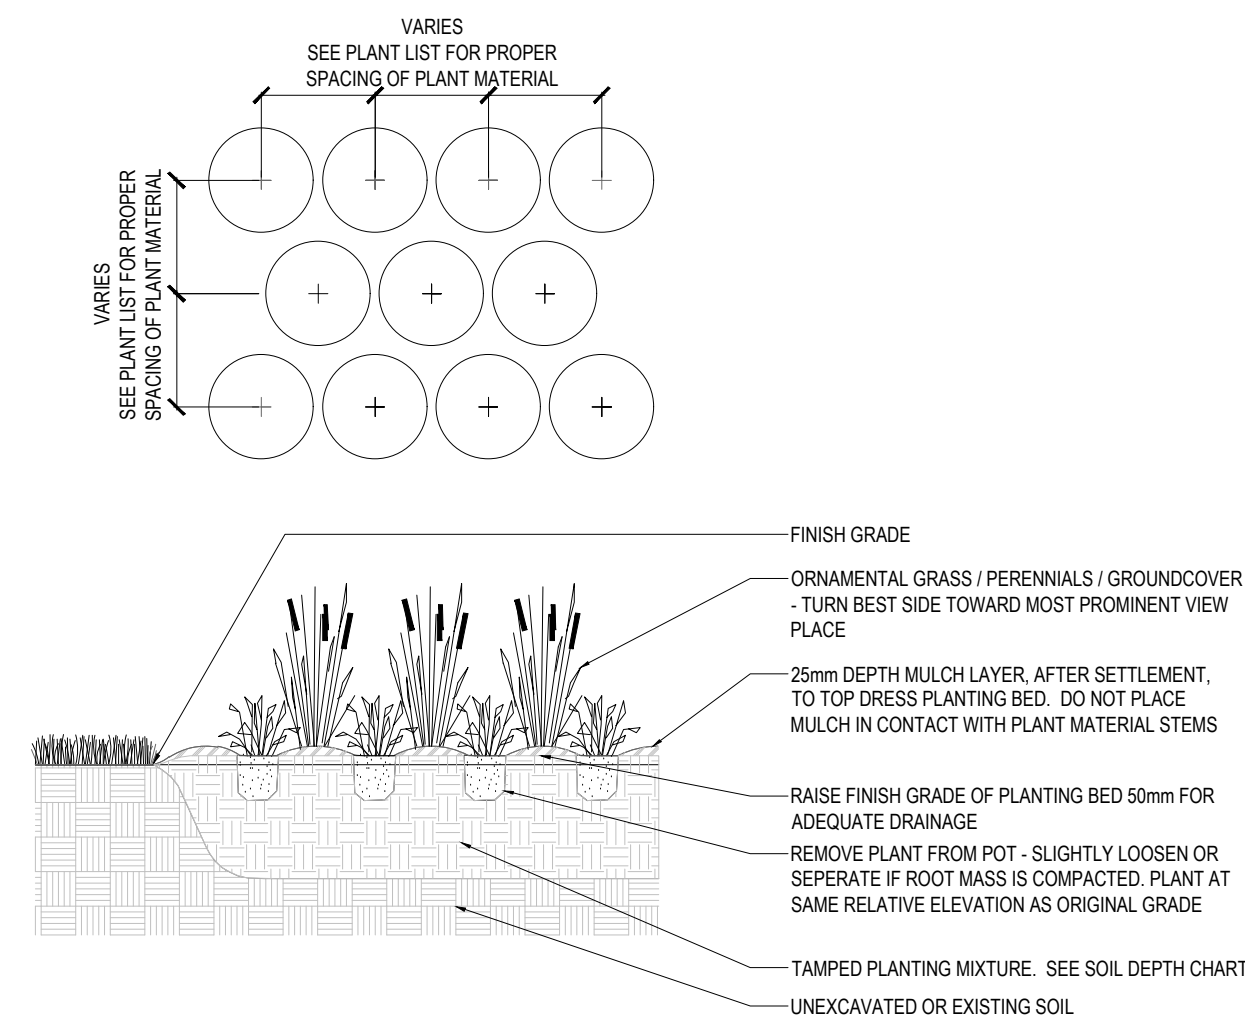 VARIES
SEE PLANT LIST FOR PROPER
SPACING OF PLANT MATERIAL
VARIES
SEE PLANT LIST FOR PROPER
SPACING OF PLANT MATERIAL
FINISH GRADE
ORNAMENTAL GRASS / PERENNIALS / GROUNDCOVER
- TURN BEST SIDE TOWARD MOST PROMINENT VIEW
PLACE
25mm DEPTH MULCH LAYER, AFTER SETTLEMENT,
TO TOP DRESS PLANTING BED. DO NOT PLACE
MULCH IN CONTACT WITH PLANT MATERIAL STEMS
RAISE FINISH GRADE OF PLANTING BED 50mm FOR
ADEQUATE DRAINAGE
REMOVE PLANT FROM POT - SLIGHTLY LOOSEN OR
SEPERATE IF ROOT MASS IS COMPACTED. PLANT AT
SAME RELATIVE ELEVATION AS ORIGINAL GRADE
TAMPED PLANTING MIXTURE. SEE SOIL DEPTH CHART
UNEXCAVATED OR EXISTING SOIL